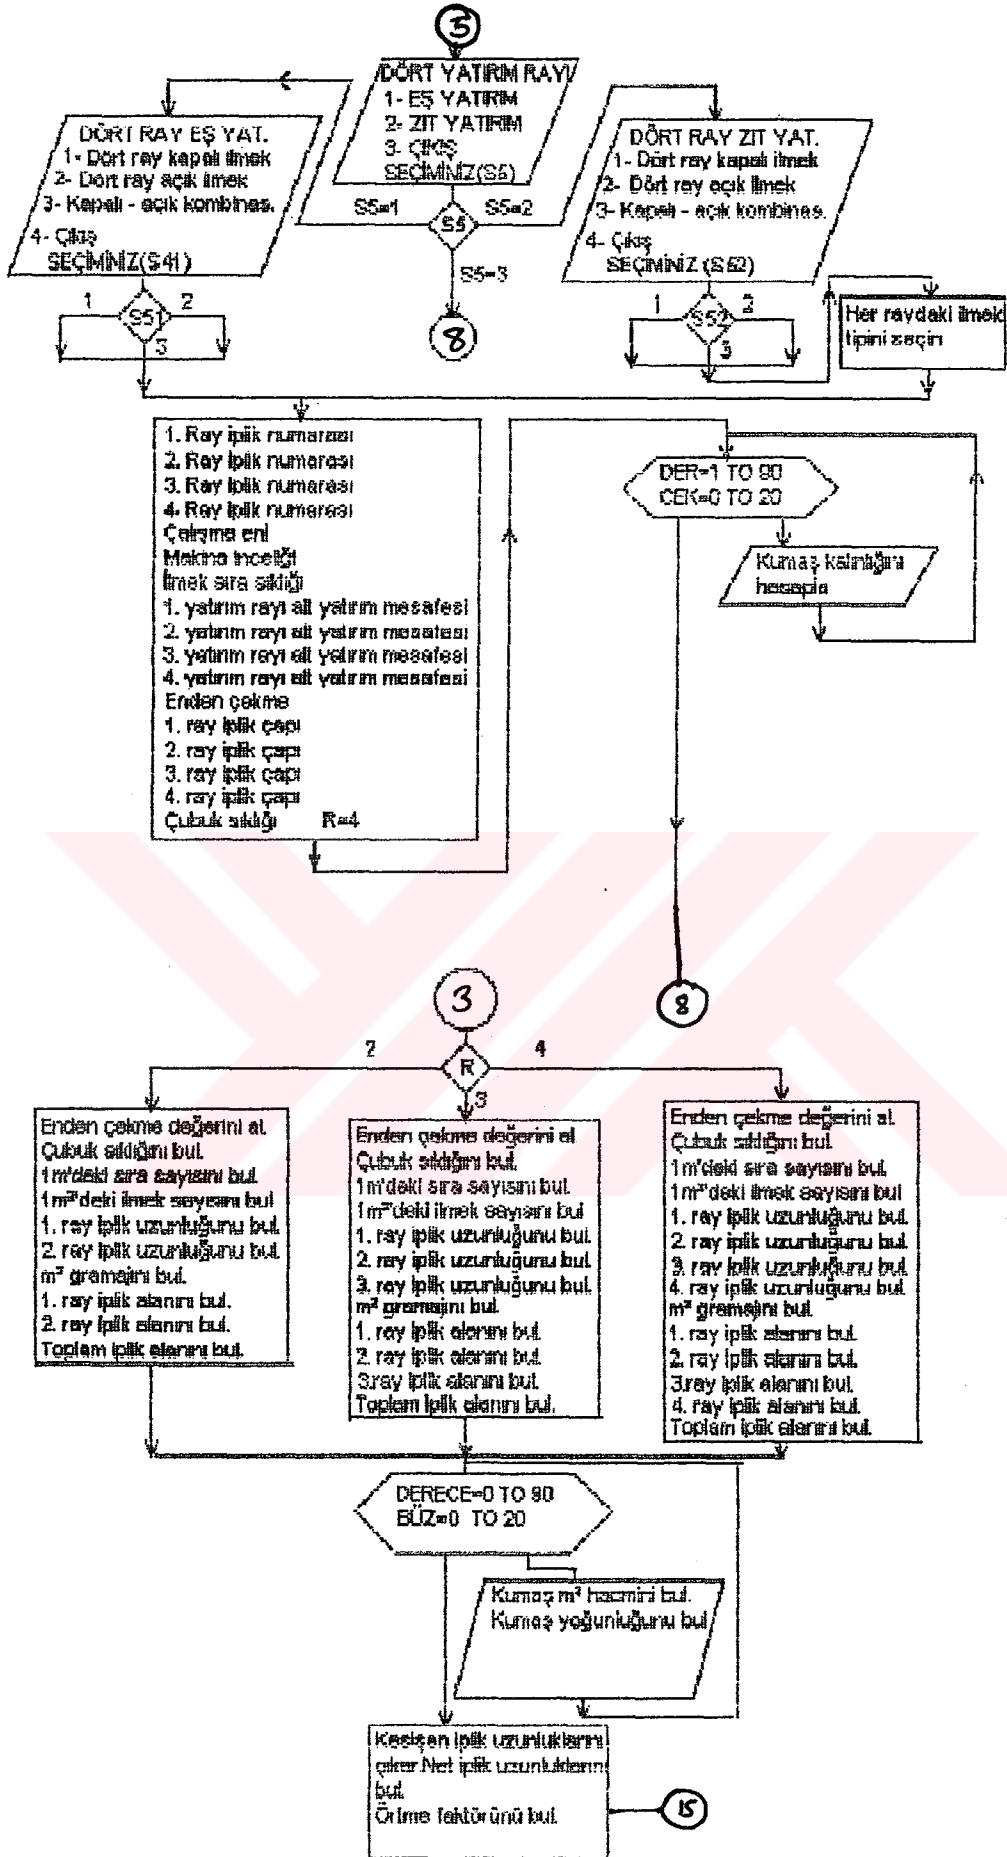 5
DÖRT YATIRIM RAYI
1- EŞ YATIRIM
2- ZIT YATIRIM
3- ÇIKIŞ
SEÇİMİNİZ(S5)
DÖRT RAY EŞ YAT.
1- Dört ray kapalı ilmek
2- Dört ray açık ilmek
3- Kapalı - açık kombinas.
4- Çıkış
SEÇİMİNİZ(S41)
DÖRT RAY ZIT YAT.
1- Dört ray kapalı ilmek
2- Dört ray açık ilmek
3- Kapalı - açık kombinas.
4- Çıkış
SEÇİMİNİZ (S52)
S5=1
S5
S5=2
S5=3
8
1
S51
2
3
1
S52
2
3
Her raydaki ilmek
tipini seçin
1. Ray iplik numarası
2. Ray iplik numarası
3. Ray iplik numarası
4. Ray iplik numarası
Çalışma eni
Makina inceliği
İlmek sıra sıklığı
1. yatırım rayı alt yatırım mesafesi
2. yatırım rayı alt yatırım mesafesi
3. yatırım rayı alt yatırım mesafesi
4. yatırım rayı alt yatırım mesafesi
Enden çekme
1. ray iplik çapı
2. ray iplik çapı
3. ray iplik çapı
4. ray iplik çapı
Çubuk sıklığı R=4
DER=1 TO 90
CEK=0 TO 20
Kumaş kalınlığını
hesapla
8
3
2
R
4
3
Enden çekme değerini al.
Çubuk sıklığını bul.
1m'deki sıra sayısını bul.
1m²'deki ilmek sayısını bul
1. ray iplik uzunluğunu bul.
2. ray iplik uzunluğunu bul.
m² gramajını bul.
1. ray iplik alanını bul.
2. ray iplik alanını bul.
Toplam iplik alanını bul.
Enden çekme değerini al.
Çubuk sıklığını bul.
1m'deki sıra sayısını bul.
1m²'deki ilmek sayısını bul
1. ray iplik uzunluğunu bul.
2. ray iplik uzunluğunu bul.
3. ray iplik uzunluğunu bul.
m² gramajını bul.
1. ray iplik alanını bul.
2. ray iplik alanını bul.
3.ray iplik alanını bul.
Toplam iplik alanını bul.
Enden çekme değerini al.
Çubuk sıklığını bul.
1m'deki sıra sayısını bul.
1m²'deki ilmek sayısını bul
1. ray iplik uzunluğunu bul.
2. ray iplik uzunluğunu bul.
3. ray iplik uzunluğunu bul.
4. ray iplik uzunluğunu bul.
m² gramajını bul.
1. ray iplik alanını bul.
2. ray iplik alanını bul.
3.ray iplik alanını bul.
4. ray iplik alanını bul.
Toplam iplik alanını bul.
DERECE=0 TO 90
BÜZ=0 TO 20
Kumaş m² hacmini bul.
Kumaş yoğunluğunu bul
Kesişen iplik uzunluklarını
çıkar.Net iplik uzunluklarını
bul.
Örtme faktörünü bul.
15